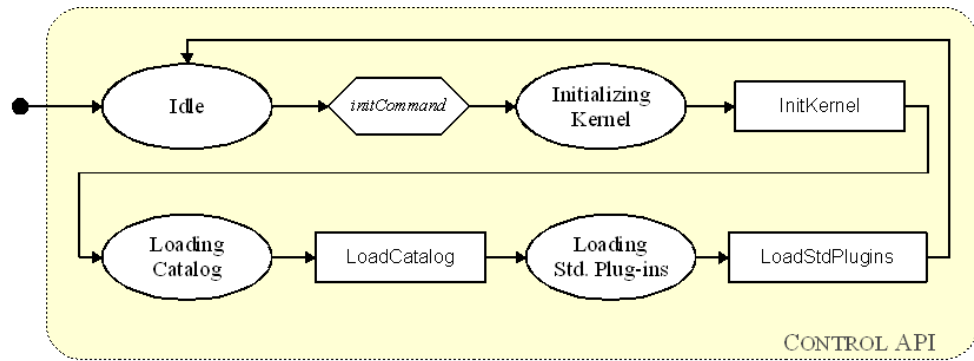 Idle
initCommand
Initializing
Kernel
InitKernel
Loading
Catalog
LoadCatalog
Loading
Std. Plug-ins
LoadStdPlugins
CONTROL API